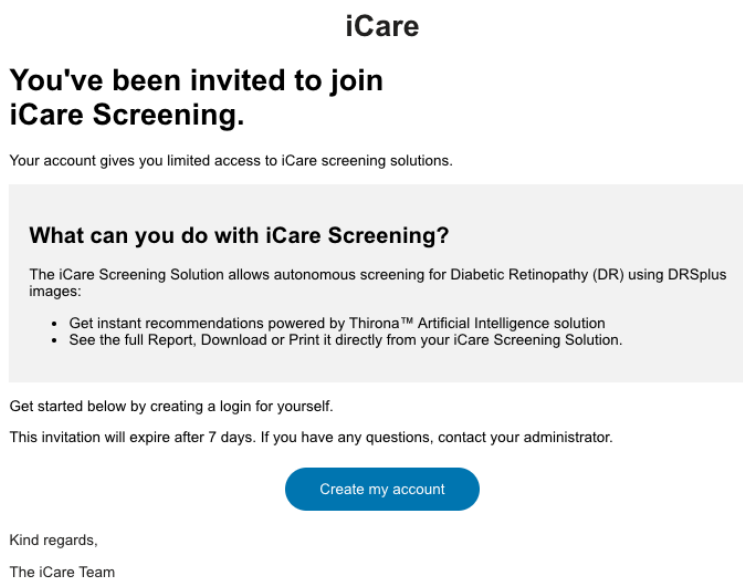 iCare
You've been invited to join
iCare Screening.
Your account gives you limited access to iCare screening solutions.
What can you do with iCare Screening?
The iCare Screening Solution allows autonomous screening for Diabetic Retinopathy (DR) using DRSplus
images:
• Get instant recommendations powered by Thirona™ Artificial Intelligence solution
• See the full Report, Download or Print it directly from your iCare Screening Solution.
Get started below by creating a login for yourself.
This invitation will expire after 7 days. If you have any questions, contact your administrator.
Create my account
Kind regards,
The iCare Team